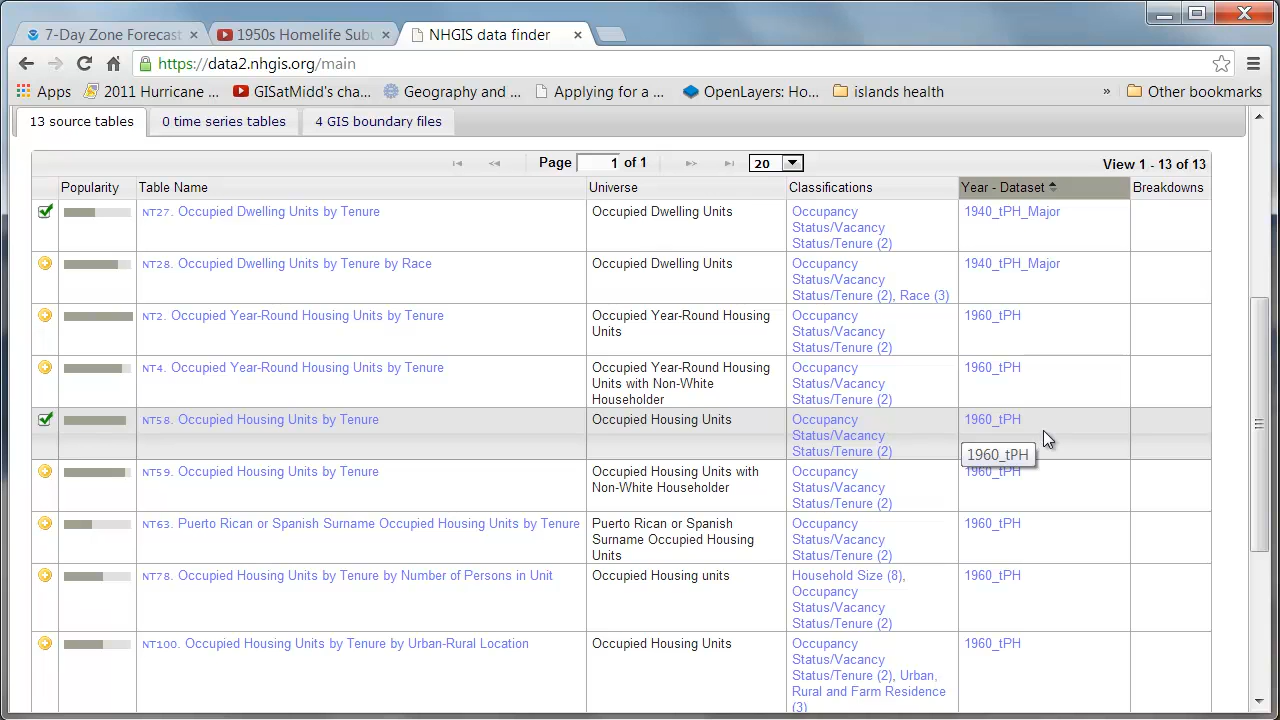 7-Day Zone Forecast
1950s Homelife Subu
NHGIS data finder
https://data2.nhgis.org/main
Apps
2011 Hurricane ...
GISatMidd's cha...
Geography and ...
Applying for a ...
OpenLayers: Ho...
islands health
»
Other bookmarks
13 source tables
0 time series tables
4 GIS boundary files
Page 1 of 1
20
View 1 - 13 of 13
Popularity
Table Name
Universe
Classifications
Year - Dataset
Breakdowns
NT27. Occupied Dwelling Units by Tenure
Occupied Dwelling Units
Occupancy
Status/Vacancy
Status/Tenure (2)
1940_tPH_Major
NT28. Occupied Dwelling Units by Tenure by Race
Occupied Dwelling Units
Occupancy
Status/Vacancy
Status/Tenure (2), Race (3)
1940_tPH_Major
NT2. Occupied Year-Round Housing Units by Tenure
Occupied Year-Round Housing
Units
Occupancy
Status/Vacancy
Status/Tenure (2)
1960_tPH
NT4. Occupied Year-Round Housing Units by Tenure
Occupied Year-Round Housing
Units with Non-White
Householder
Occupancy
Status/Vacancy
Status/Tenure (2)
1960_tPH
NT58. Occupied Housing Units by Tenure
Occupied Housing Units
Occupancy
Status/Vacancy
Status/Tenure (2)
1960_tPH
1960_tPH
NT59. Occupied Housing Units by Tenure
Occupied Housing Units with
Non-White Householder
Occupancy
Status/Vacancy
Status/Tenure (2)
1960_tPH
NT63. Puerto Rican or Spanish Surname Occupied Housing Units by Tenure
Puerto Rican or Spanish
Surname Occupied Housing
Units
Occupancy
Status/Vacancy
Status/Tenure (2)
1960_tPH
NT78. Occupied Housing Units by Tenure by Number of Persons in Unit
Occupied Housing units
Household Size (8),
Occupancy
Status/Vacancy
Status/Tenure (2)
1960_tPH
NT100. Occupied Housing Units by Tenure by Urban-Rural Location
Occupied Housing Units
Occupancy
Status/Vacancy
Status/Tenure (2), Urban,
Rural and Farm Residence
(3)
1960_tPH